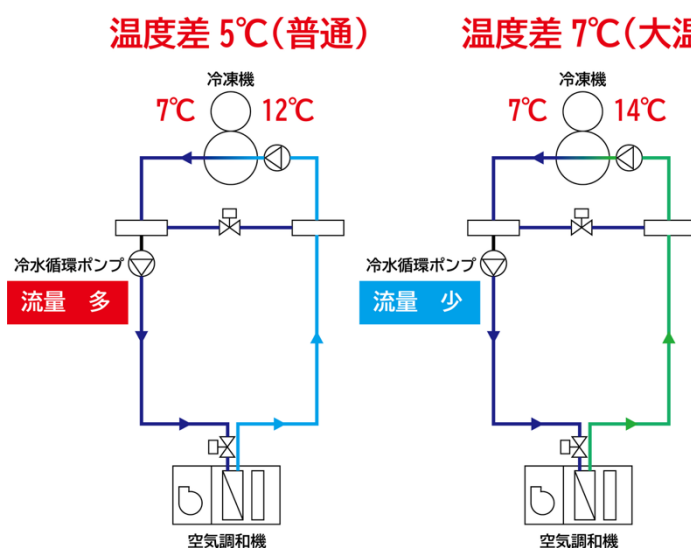 温度差 5℃(普通)
冷凍機
7℃ 12℃
冷水循環ポンプ
流量 多
空気調和機
温度差 7℃(大温
冷凍機
7℃ 14℃
冷水循環ポンプ
流量 少
空気調和機